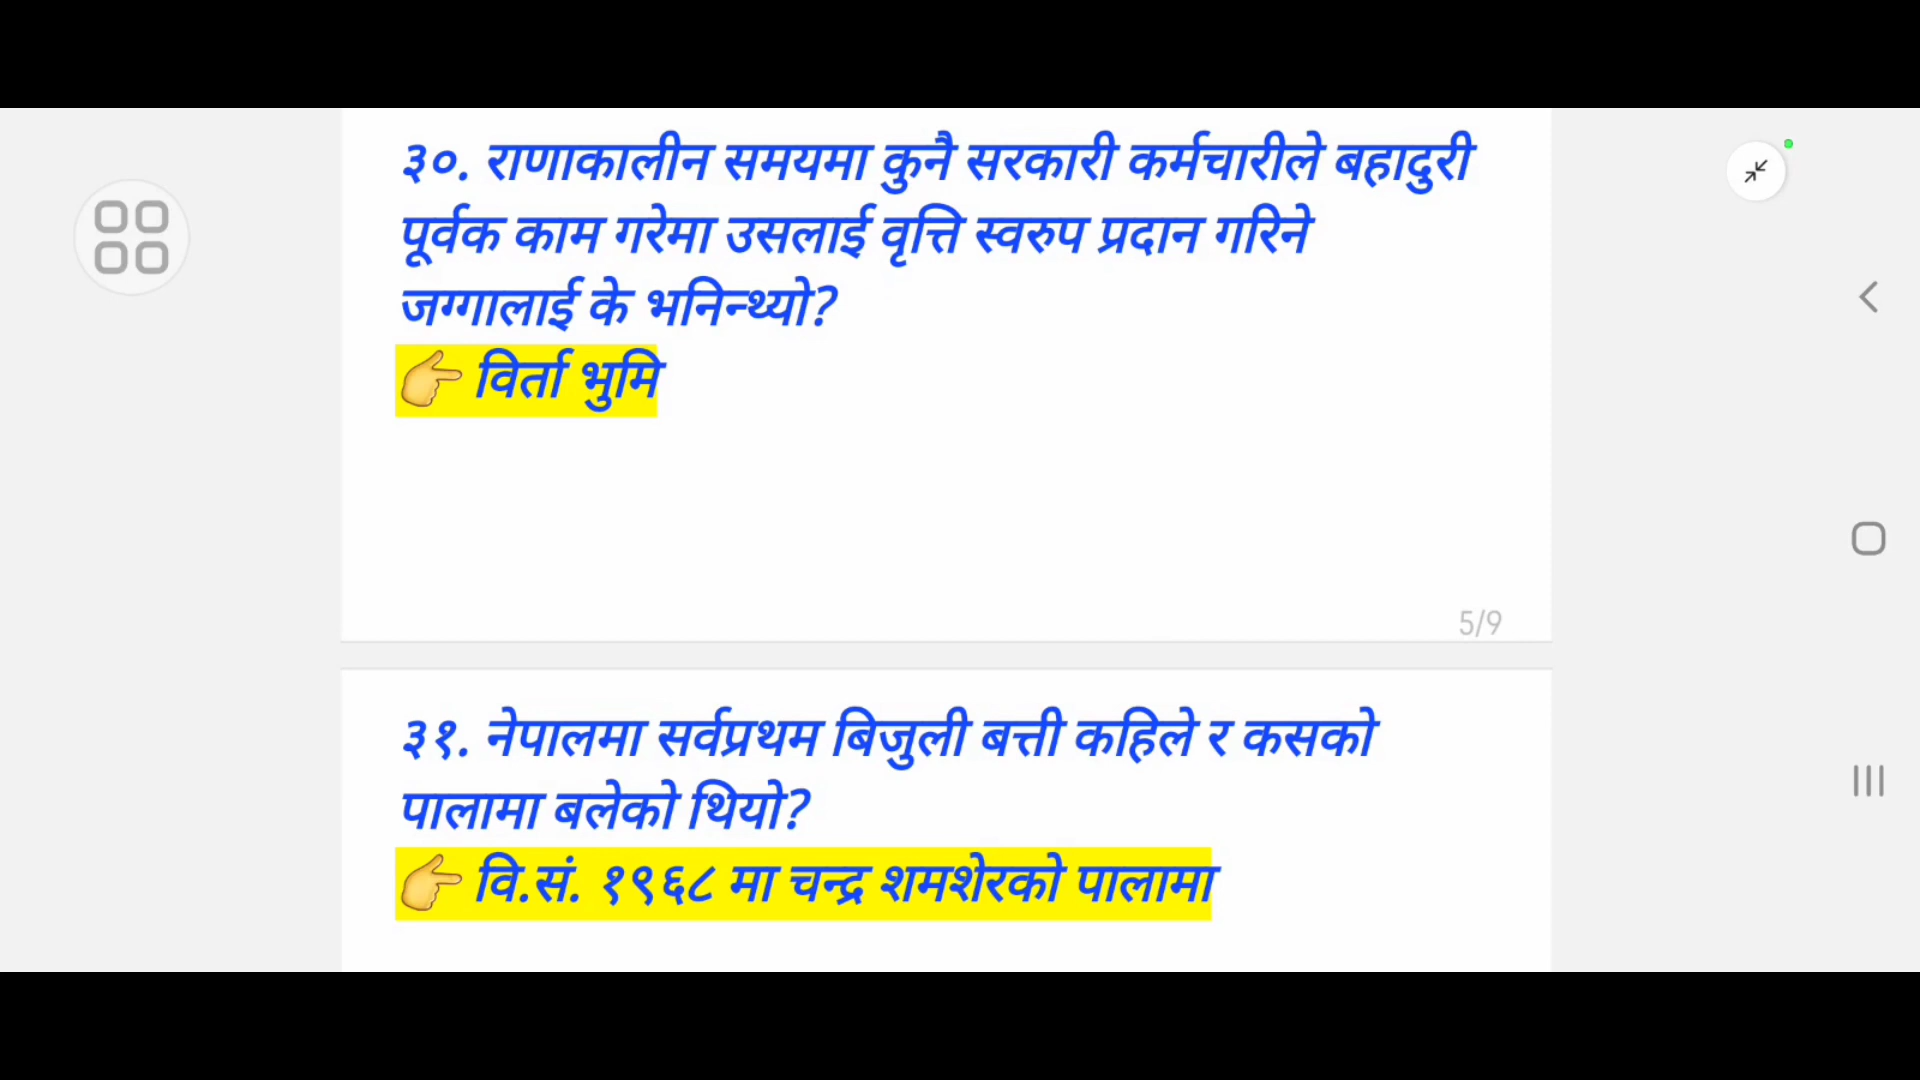 ३०. राणाकालीन समयमा कुनै सरकारी कर्मचारीले बहादुरी
पूर्वक काम गरेमा उसलाई वृत्ति स्वरुप प्रदान गरिने
जग्गालाई के भनिन्थ्यो?
👉 विर्ता भुमि
5/9
३१. नेपालमा सर्वप्रथम बिजुली बत्ती कहिले र कसको
पालामा बलेको थियो?
👉 वि.सं. १९६८ मा चन्द्र शमशेरको पालामा